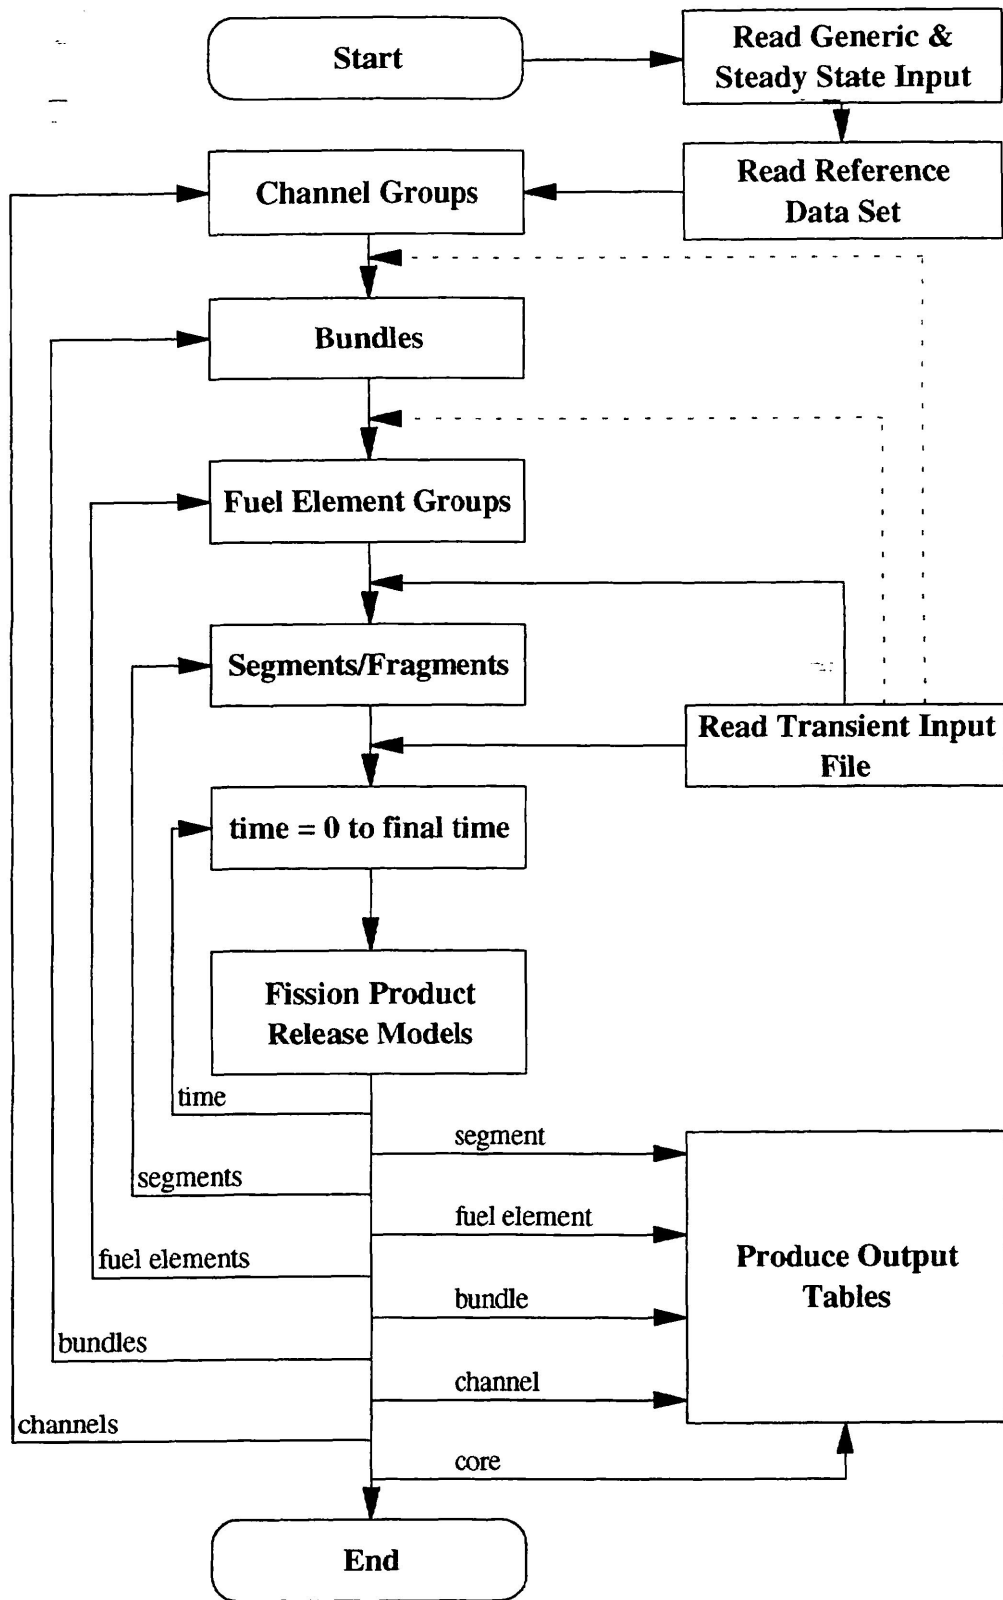 Start
Read Generic &
Steady State Input
Read Reference
Data Set
Channel Groups
Bundles
Fuel Element Groups
Segments/Fragments
Read Transient Input
File
time = 0 to final time
Fission Product
Release Models
time
segment
segments
fuel element
fuel elements
Produce Output
Tables
bundle
bundles
channel
channels
core
End